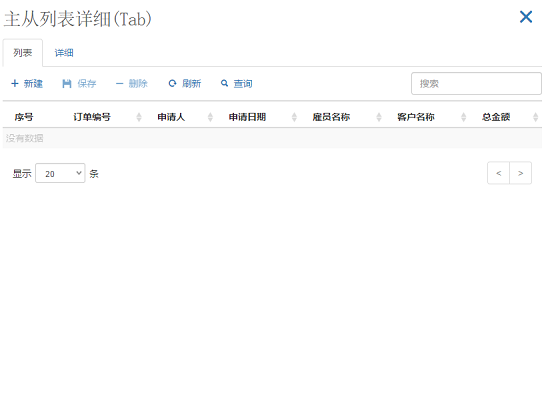 主从列表详细(Tab)
列表 详细
新建 保存 删除 刷新 查询 搜索
序号 订单编号 申请人 申请日期 雇员名称 客户名称 总金额
没有数据
显示 20 条 < >